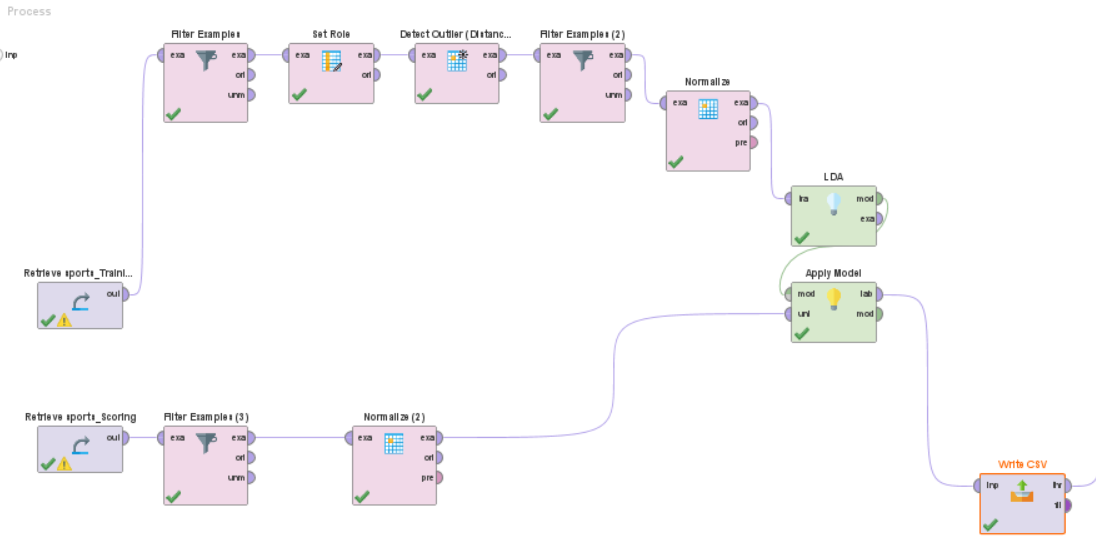 Process
inp
Filter Examples
exa exa
ori
unm
Set Role
exa exa
ori
Detect Outlier (Distanc...
exa exa
ori
Filter Examples (2)
exa exa
ori
unm
Normalize
exa exa
ori
pre
LDA
tra mod
exa
Retrieve sports_Traini...
out
Apply Model
mod lab
unl mod
Retrieve sports_Scoring
out
Filter Examples (3)
exa exa
ori
unm
Normalize (2)
exa exa
ori
pre
Write CSV
inp thr
fil